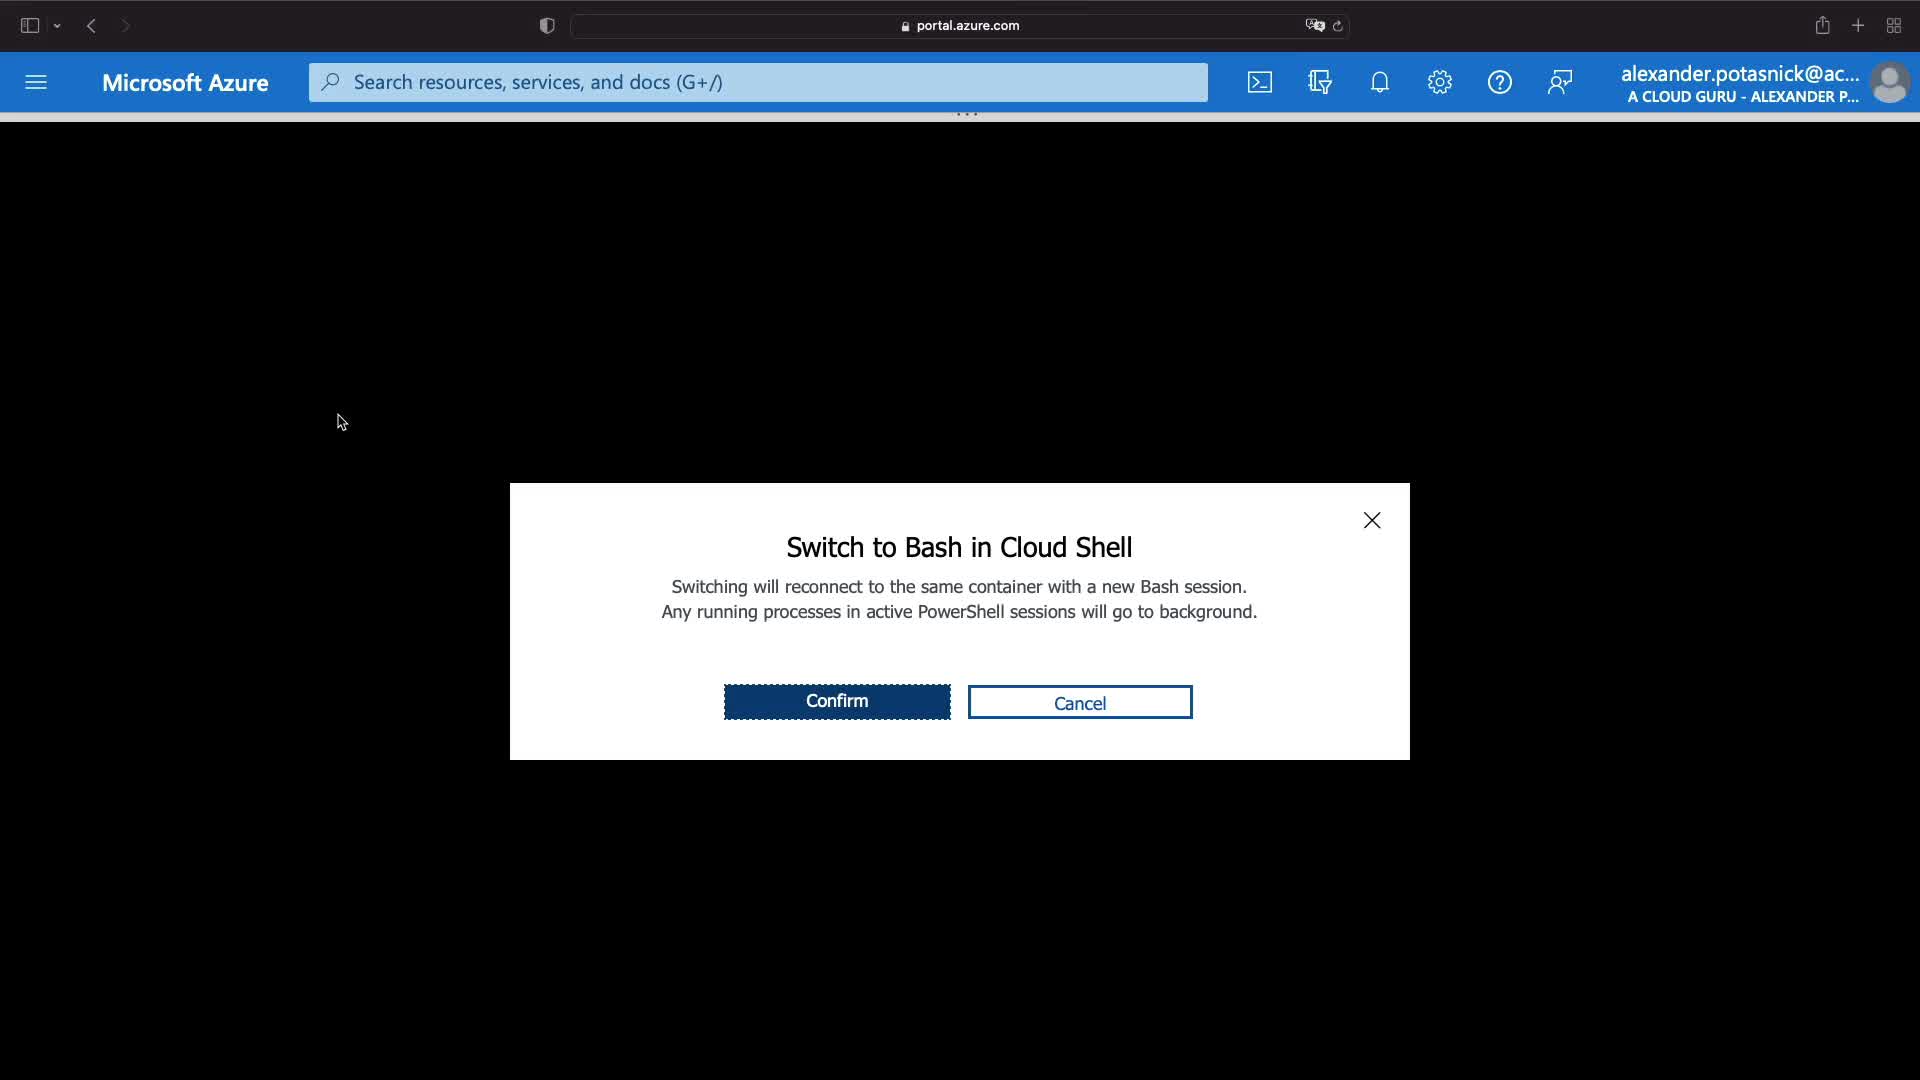 portal.azure.com
Microsoft Azure
Search resources, services, and docs (G+/)
alexander.potasnick@ac...
A CLOUD GURU - ALEXANDER P...
Switch to Bash in Cloud Shell
Switching will reconnect to the same container with a new Bash session.
Any running processes in active PowerShell sessions will go to background.
Confirm
Cancel